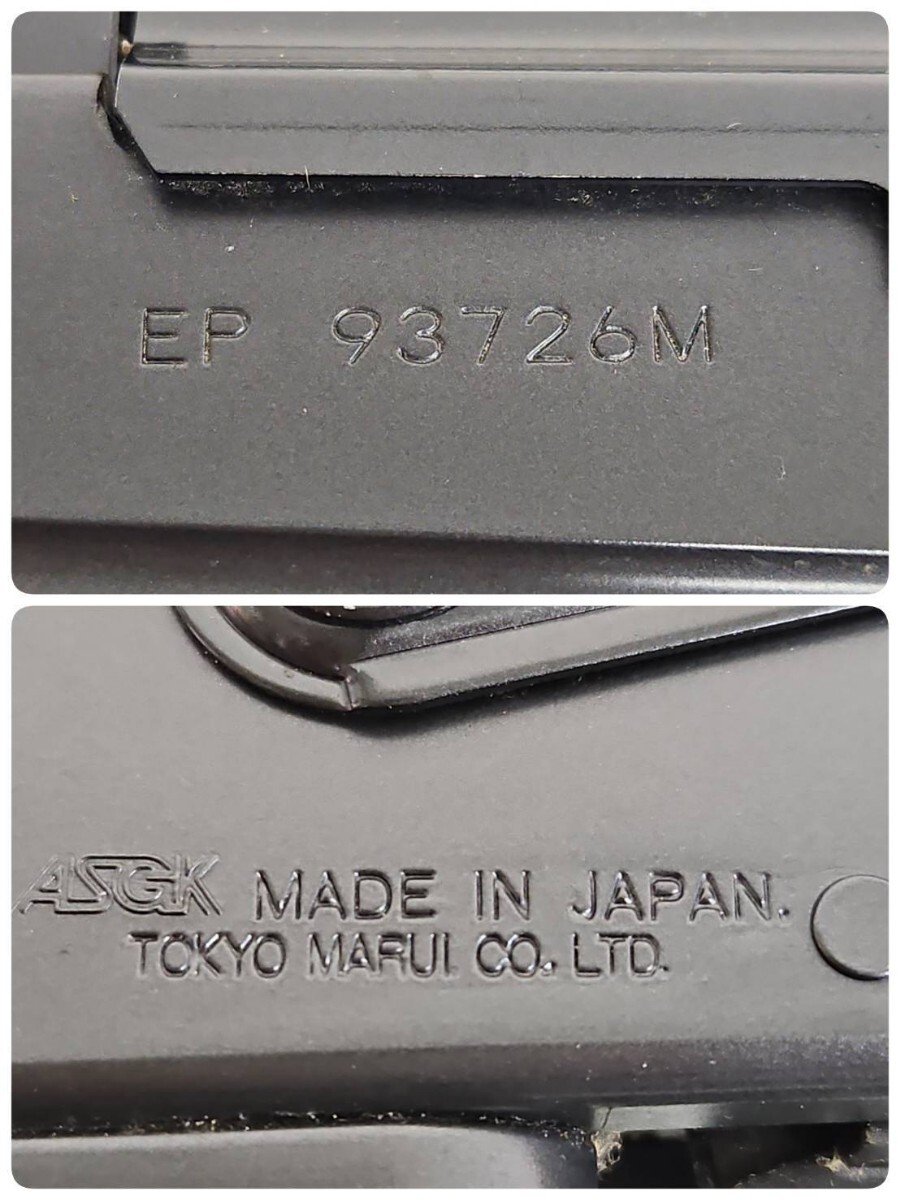 EP 93726M
ASGK MADE IN JAPAN.
TOKYO MARUI CO. LTD.